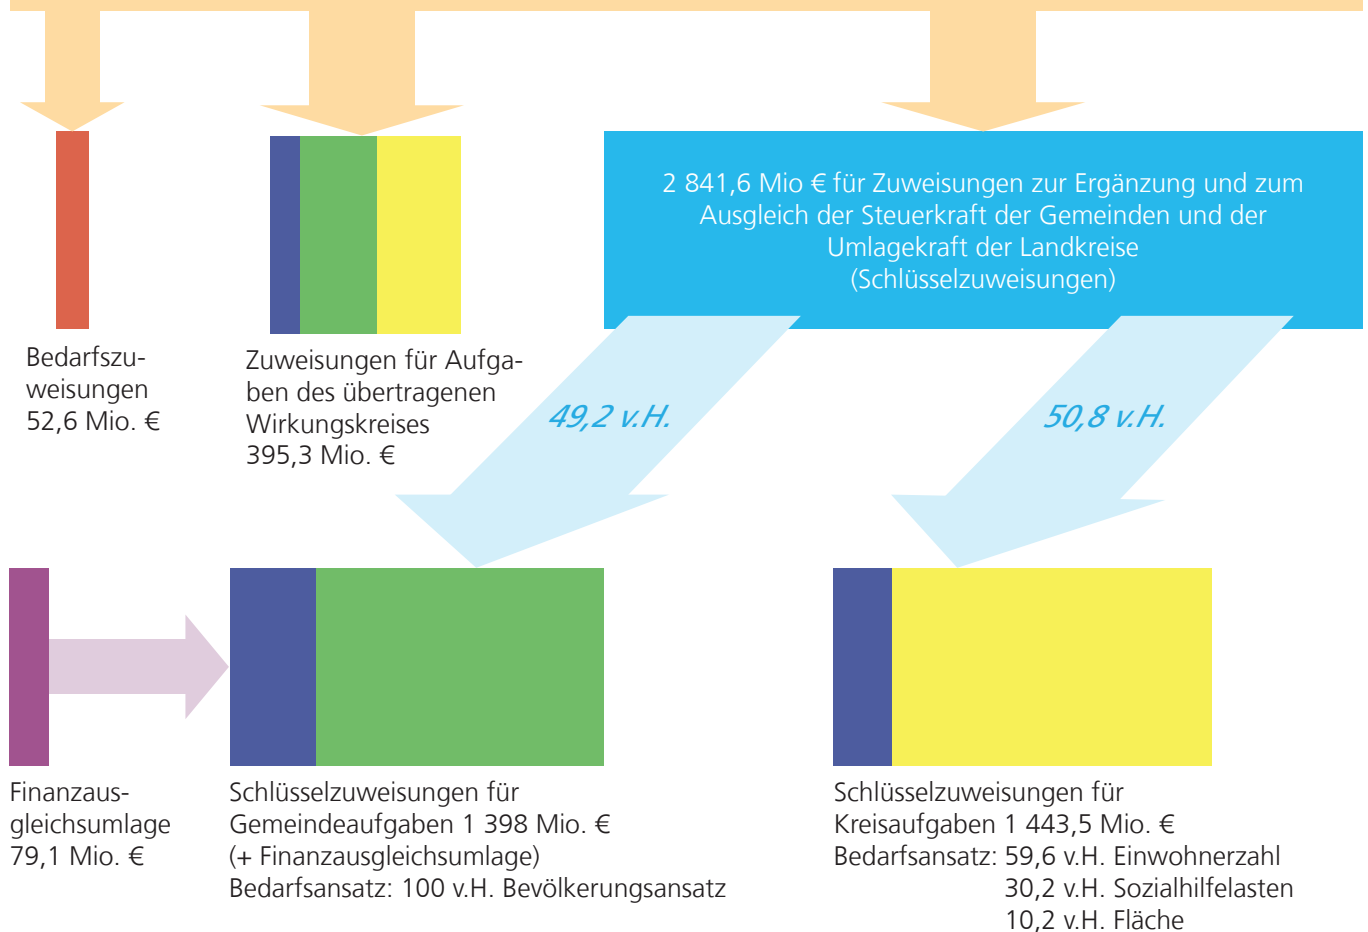 2 841,6 Mio € für Zuweisungen zur Ergänzung und zum
Ausgleich der Steuerkraft der Gemeinden und der
Umlagekraft der Landkreise
(Schlüsselzuweisungen)
Bedarfszu-
weisungen
52,6 Mio. €
Zuweisungen für Aufga-
ben des übertragenen
Wirkungskreises
395,3 Mio. €
49,2 v.H.
50,8 v.H.
Finanzaus-
gleichsumlage
79,1 Mio. €
Schlüsselzuweisungen für
Gemeindeaufgaben 1 398 Mio. €
(+ Finanzausgleichsumlage)
Bedarfsansatz: 100 v.H. Bevölkerungsansatz
Schlüsselzuweisungen für
Kreisaufgaben 1 443,5 Mio. €
Bedarfsansatz: 59,6 v.H. Einwohnerzahl
30,2 v.H. Sozialhilfelasten
10,2 v.H. Fläche